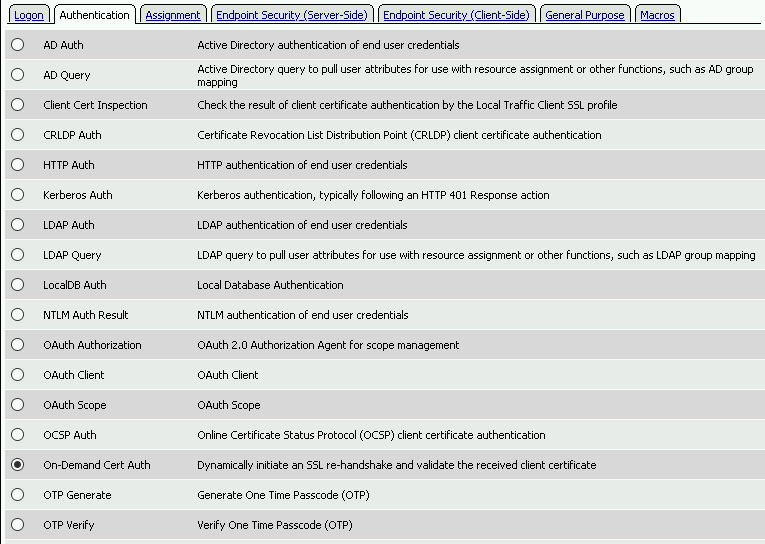 Logon Authentication Assignment Endpoint Security (Server-Side) Endpoint Security (Client-Side) General Purpose Macros
AD Auth Active Directory authentication of end user credentials
AD Query Active Directory query to pull user attributes for use with resource assignment or other functions, such as AD group
mapping
Client Cert Inspection Check the result of client certificate authentication by the Local Traffic Client SSL profile
CRLDP Auth Certificate Revocation List Distribution Point (CRLDP) client certificate authentication
HTTP Auth HTTP authentication of end user credentials
Kerberos Auth Kerberos authentication, typically following an HTTP 401 Response action
LDAP Auth LDAP authentication of end user credentials
LDAP Query LDAP query to pull user attributes for use with resource assignment or other functions, such as LDAP group mapping
LocalDB Auth Local Database Authentication
NTLM Auth Result NTLM authentication of end user credentials
OAuth Authorization OAuth 2.0 Authorization Agent for scope management
OAuth Client OAuth Client
OAuth Scope OAuth Scope
OCSP Auth Online Certificate Status Protocol (OCSP) client certificate authentication
On-Demand Cert Auth Dynamically initiate an SSL re-handshake and validate the received client certificate
OTP Generate Generate One Time Passcode (OTP)
OTP Verify Verify One Time Passcode (OTP)